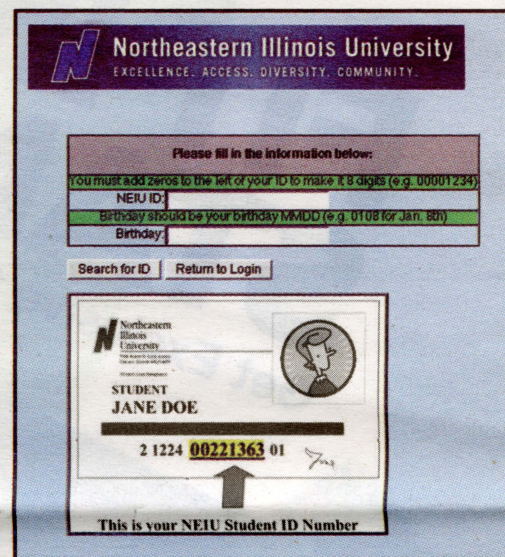 Northeastern Illinois University
EXCELLENCE. ACCESS. DIVERSITY. COMMUNITY.
Please fill in the information below:
You must add zeros to the left of your ID to make it 8 digits (e.g. 00001234)
NEIU ID:
Birthday should be your birthday MMDD (e.g. 0108 for Jan. 8th)
Birthday:
Search for ID Return to Login
Northeastern
Illinois
University
STUDENT
JANE DOE
2 1224 00221363 01
This is your NEIU Student ID Number